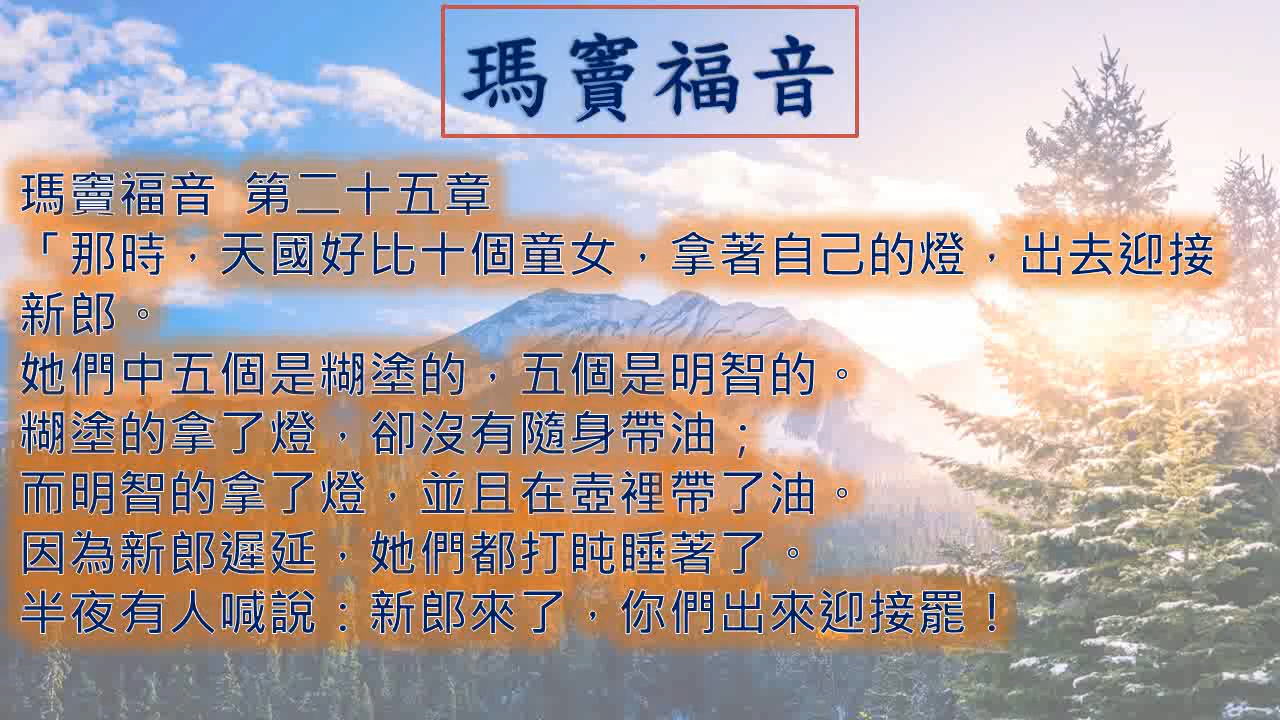 瑪竇福音
瑪竇福音 第二十五章
「那時，天國好比十個童女，拿著自己的燈，出去迎接
新郎。
她們中五個是糊塗的，五個是明智的。
糊塗的拿了燈，卻沒有隨身帶油；
而明智的拿了燈，並且在壺裡帶了油。
因為新郎遲延，她們都打盹睡著了。
半夜有人喊說：新郎來了，你們出來迎接罷！